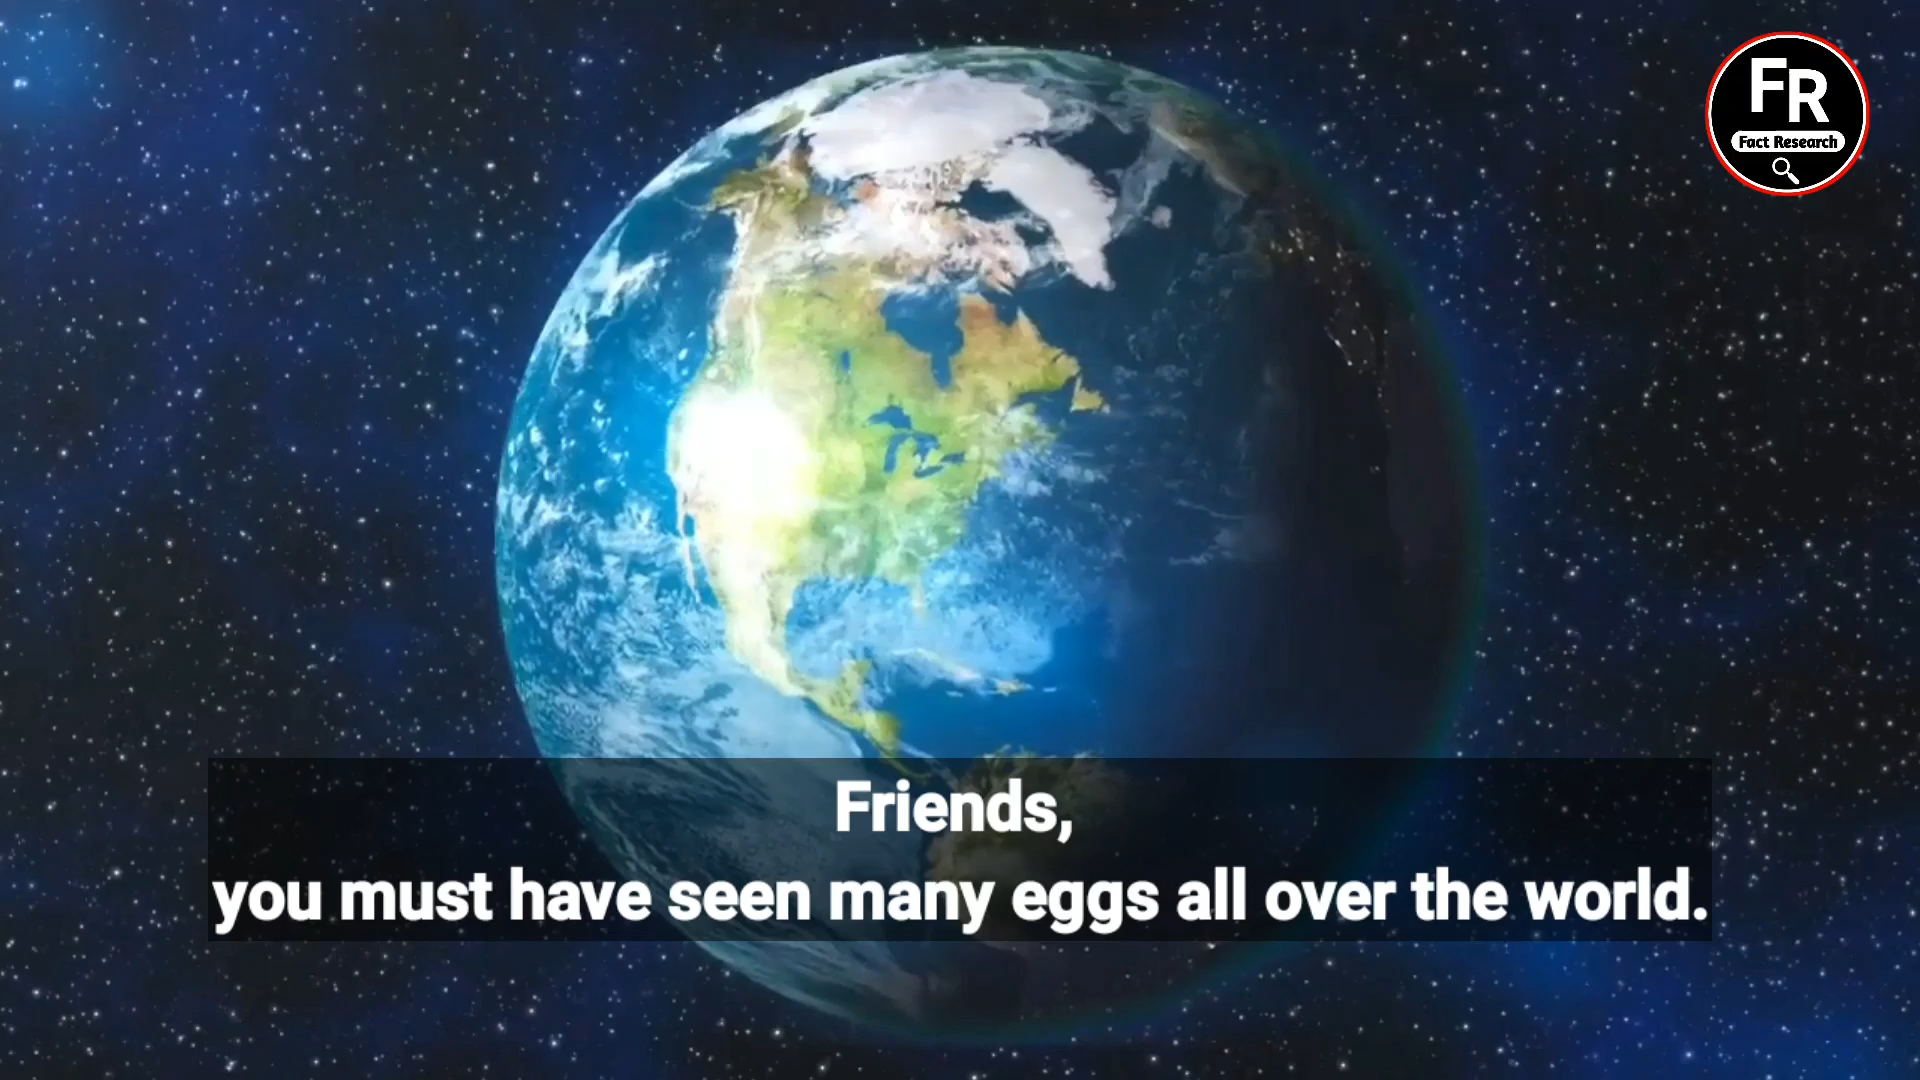 FR
Fact Research
Friends,
you must have seen many eggs all over the world.